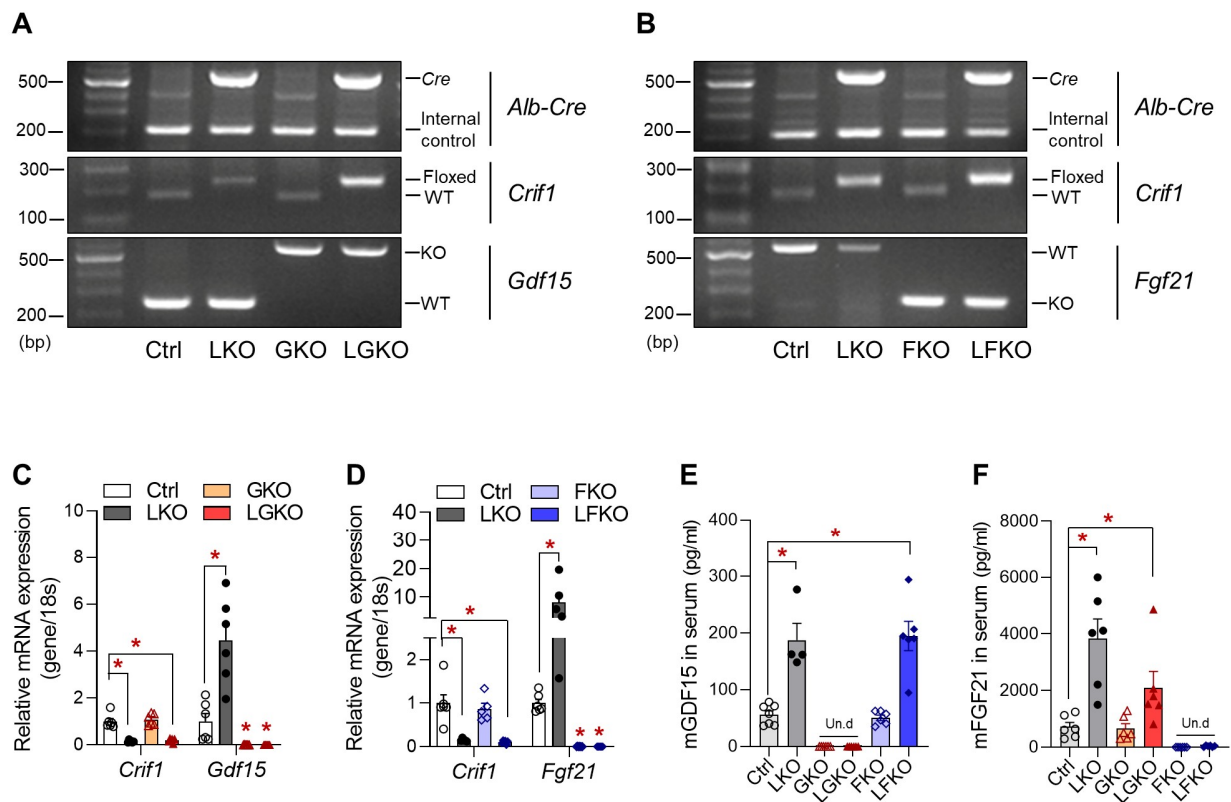 A
500
200
Cre
Internal
control
Alb-Cre
300
100
Floxed
WT
Crif1
500
200
KO
WT
Gdf15
(bp)
Ctrl LKO GKO LGKO
B
500
200
Cre
Internal
control
Alb-Cre
300
100
Floxed
WT
Crif1
500
200
WT
KO
Fgf21
(bp)
Ctrl LKO FKO LFKO
C
Ctrl GKO
LKO LGKO
Relative mRNA expression
(gene/18s)
10
8
6
4
2
0
* * * * *
Crif1 Gdf15
D
Ctrl FKO
LKO LFKO
Relative mRNA expression
(gene/18s)
40
30
20
10
2
1
0
* * * * *
Crif1 Fgf21
E
mGDF15 in serum (pg/ml)
400
300
200
100
0
*
*
Un.d
Ctrl LKO GKO LGKO FKO LFKO
F
mFGF21 in serum (pg/ml)
8000
6000
4000
2000
0
*
*
Un.d
Ctrl LKO GKO LGKO FKO LFKO